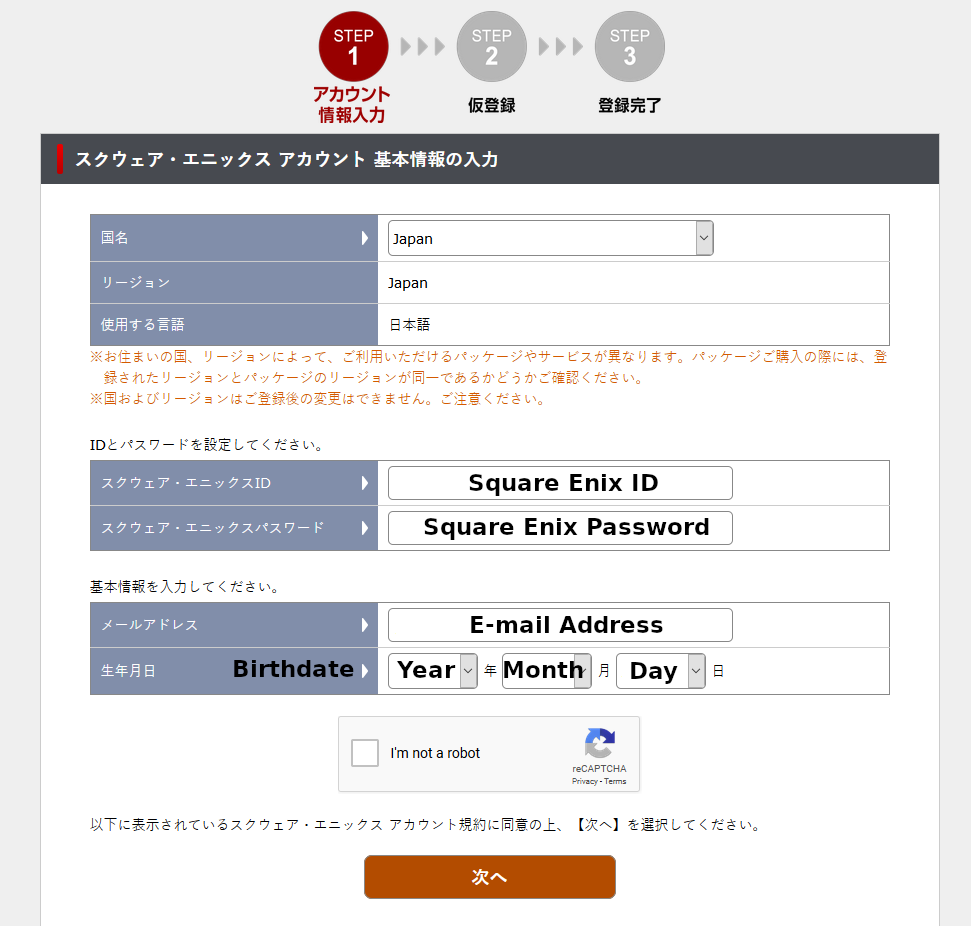 STEP 1
アカウント
情報入力
STEP 2
仮登録
STEP 3
登録完了
スクウェア・エニックス アカウント 基本情報の入力
国名 Japan
リージョン Japan
使用する言語 日本語
※お住まいの国、リージョンによって、ご利用いただけるパッケージやサービスが異なります。パッケージご購入の際には、登
録されたリージョンとパッケージのリージョンが同一であるかどうかご確認ください。
※国およびリージョンはご登録後の変更はできません。ご注意ください。
IDとパスワードを設定してください。
スクウェア・エニックスID Square Enix ID
スクウェア・エニックスパスワード Square Enix Password
基本情報を入力してください。
メールアドレス E-mail Address
生年月日 Birthdate Year 年 Month 月 Day 日
I'm not a robot
reCAPTCHA
Privacy - Terms
以下に表示されているスクウェア・エニックス アカウント規約に同意の上、【次へ】を選択してください。
次へ